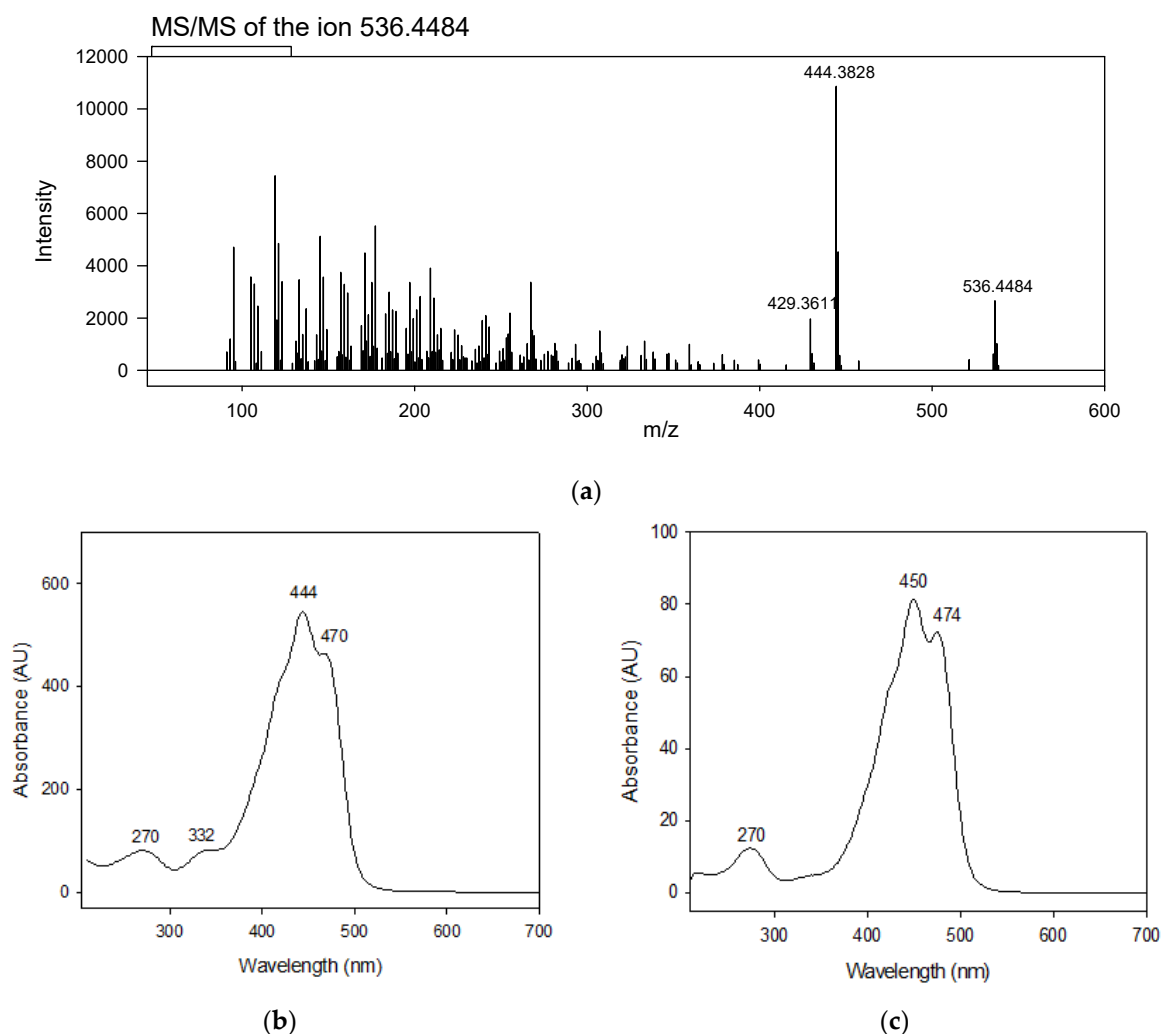 MS/MS of the ion 536.4484
12000
10000
8000
6000
4000
2000
0
Intensity
444.3828
429.3611
536.4484
100 200 300 400 500 600
m/z
(a)
600
400
200
0
Absorbance (AU)
444
470
270 332
300 400 500 600 700
Wavelength (nm)
(b)
100
80
60
40
20
0
Absorbance (AU)
450
474
270
300 400 500 600 700
Wavelength (nm)
(c)